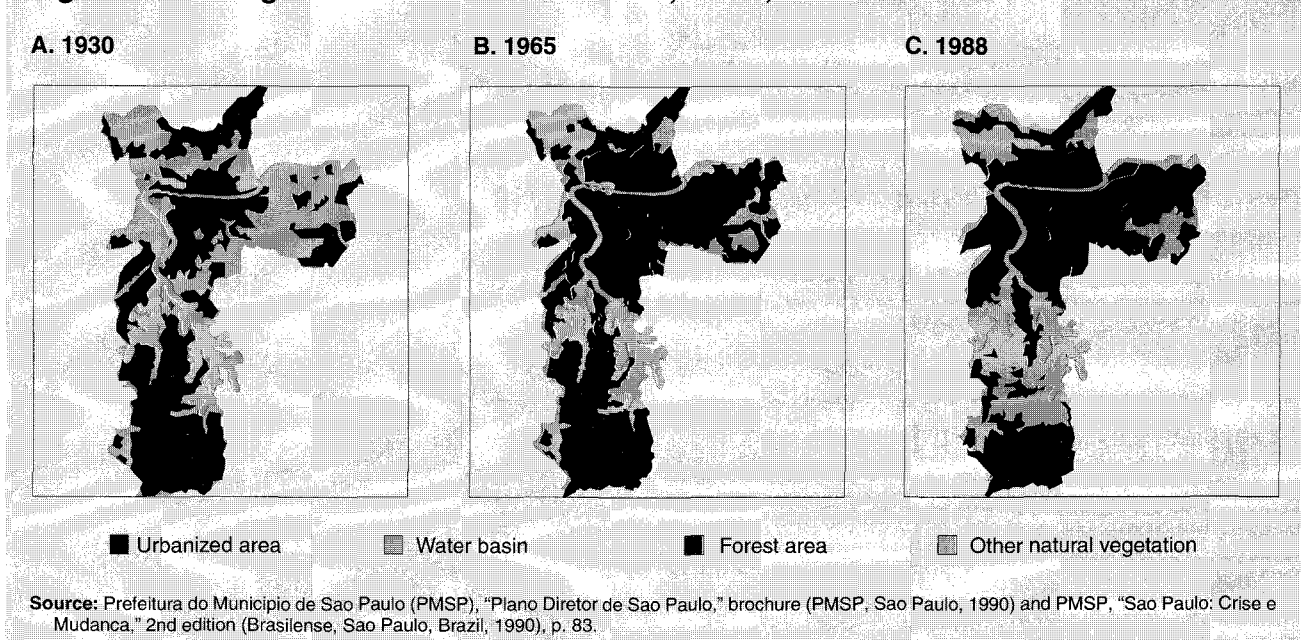 A. 1930
B. 1965
C. 1988
Urbanized area
Water basin
Forest area
Other natural vegetation
Source: Prefeitura do Municipio de Sao Paulo (PMSP), “Plano Diretor de Sao Paulo,” brochure (PMSP, Sao Paulo, 1990) and PMSP, “Sao Paulo: Crise e
Mudanca,” 2nd edition (Brasilense, Sao Paulo, Brazil, 1990), p. 83.